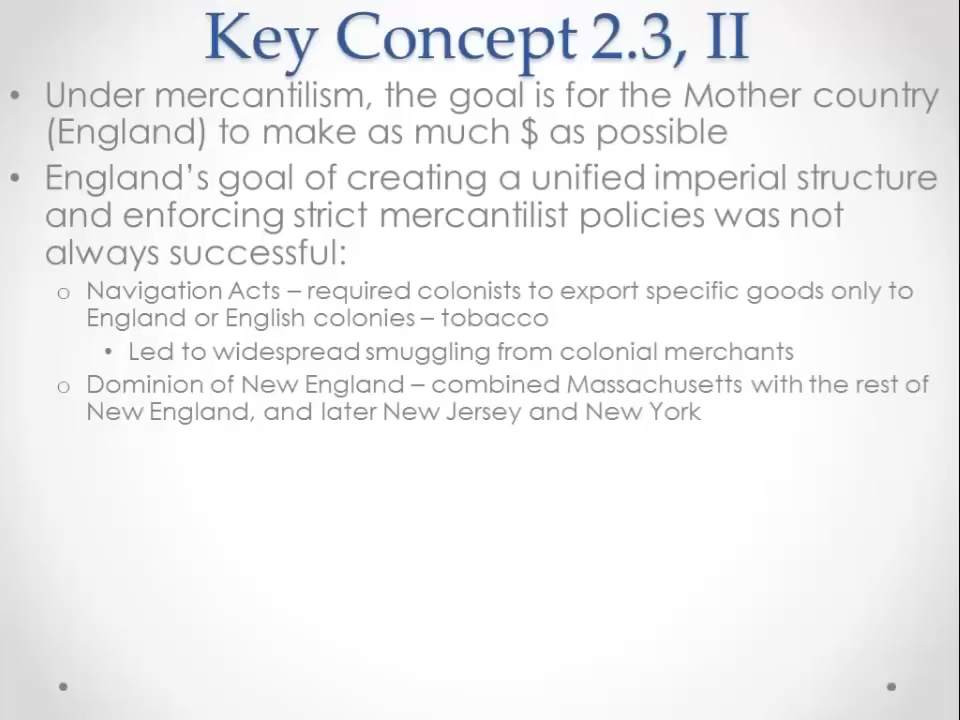 Key Concept 2.3, II
• Under mercantilism, the goal is for the Mother country
(England) to make as much $ as possible
• England's goal of creating a unified imperial structure
and enforcing strict mercantilist policies was not
always successful:
o Navigation Acts – required colonists to export specific goods only to
England or English colonies – tobacco
• Led to widespread smuggling from colonial merchants
o Dominion of New England – combined Massachusetts with the rest of
New England, and later New Jersey and New York